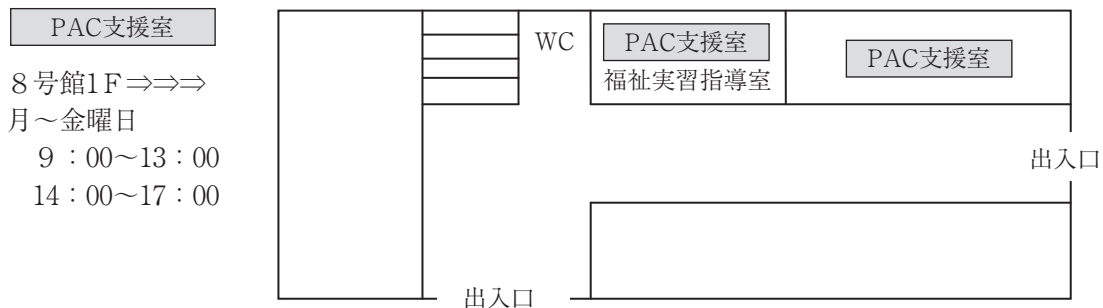 PAC支援室
８号館1Ｆ⇒⇒⇒
月～金曜日
９：00～13：00
14：00～17：00
WC
PAC支援室
福祉実習指導室
PAC支援室
出入口
出入口